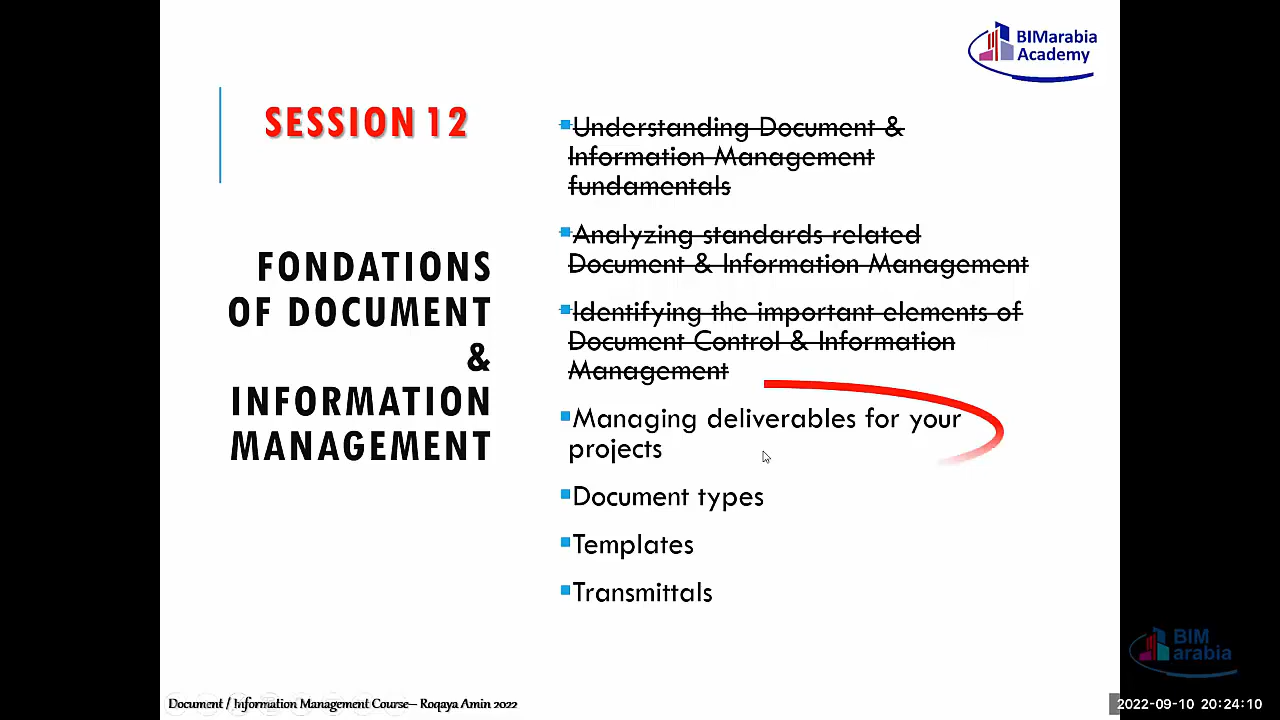 BIMarabia
Academy
SESSION 12
FONDATIONS
OF DOCUMENT
&
INFORMATION
MANAGEMENT
Understanding Document &
Information Management
fundamentals
Analyzing standards related
Document & Information Management
Identifying the important elements of
Document Control & Information
Management
Managing deliverables for your
projects
Document types
Templates
Transmittals
BIM
arabia
Document / Information Management Course– Roqaya Amin 2022
2022-09-10 20:24:10